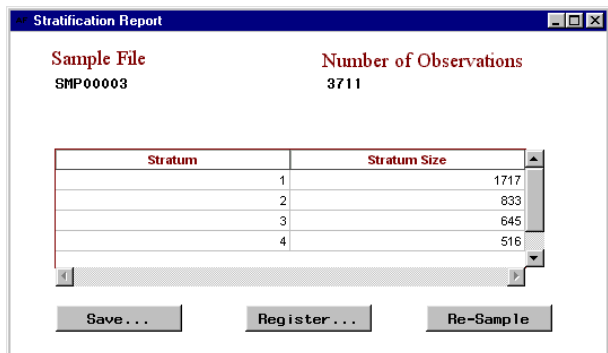 Stratification Report
Sample File Number of Observations
SMP00003 3711
Stratum Stratum Size
1 1717
2 833
3 645
4 516
Save... Register... Re-Sample